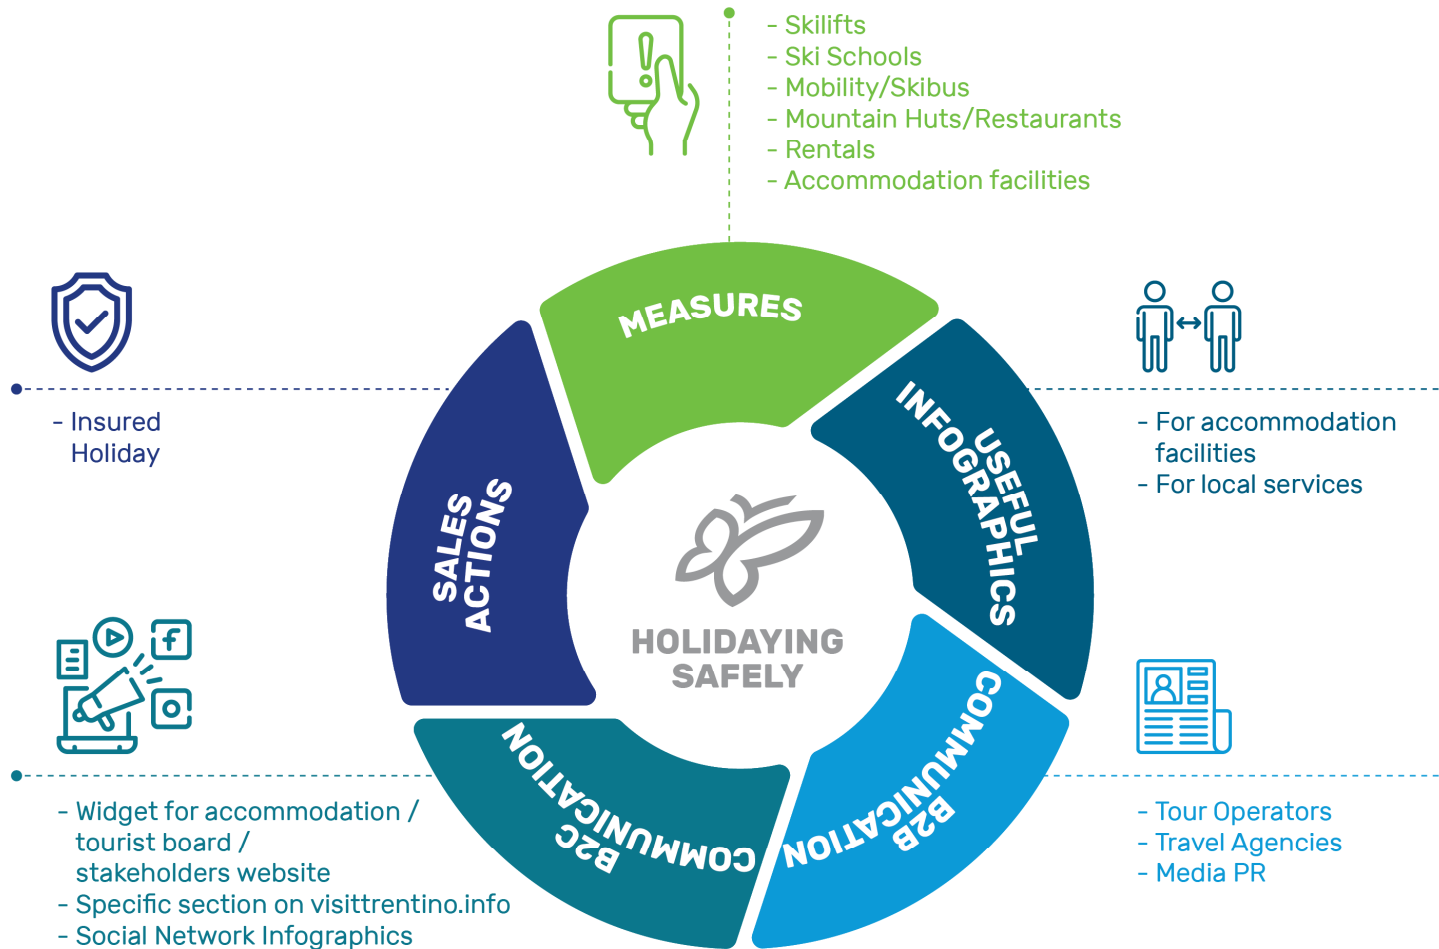 - Skilifts
- Ski Schools
- Mobility/Skibus
- Mountain Huts/Restaurants
- Rentals
- Accommodation facilities
MEASURES
- Insured
Holiday
SALES
ACTIONS
USEFUL
INFOGRAPHICS
- For accommodation
facilities
- For local services
HOLIDAYING
SAFELY
B2C
COMMUNICATION
B2B
COMMUNICATION
- Widget for accommodation /
tourist board /
stakeholders website
- Specific section on visittrentino.info
- Social Network Infographics
- Tour Operators
- Travel Agencies
- Media PR